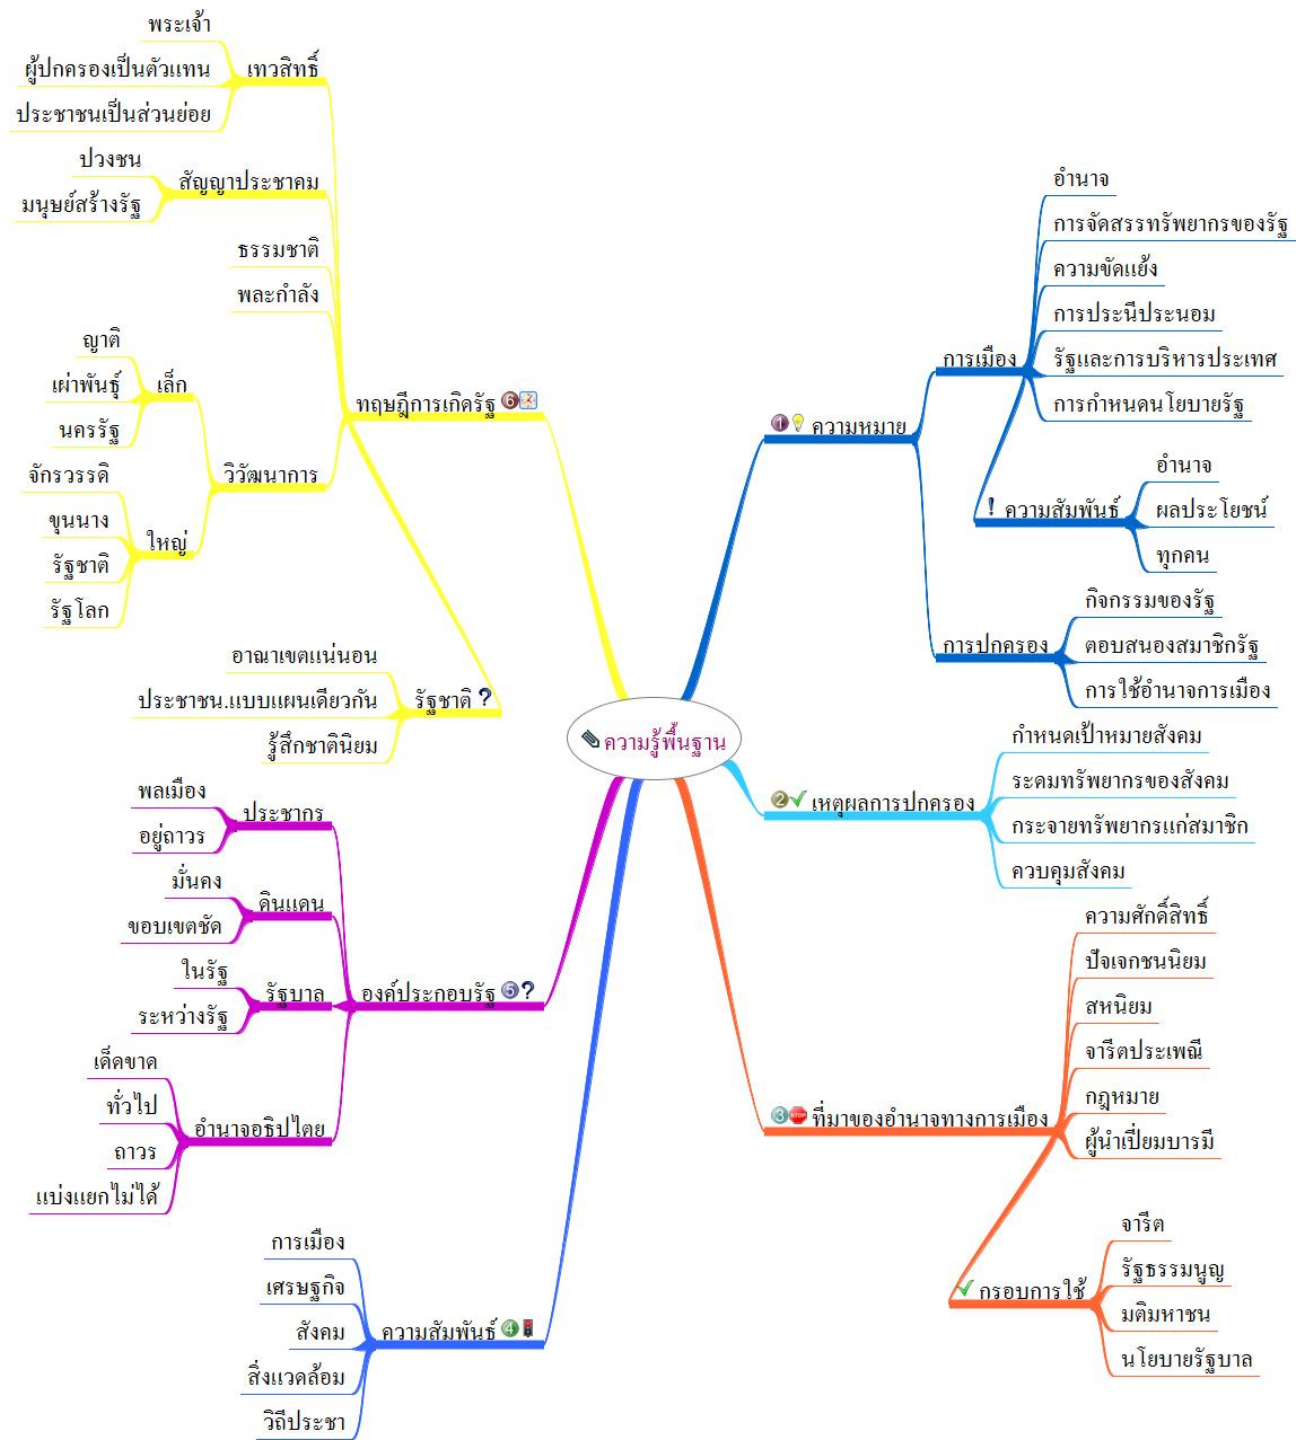 ความรู้พื้นฐาน
1 ความหมาย
การเมือง
อำนาจ
การจัดสรรทรัพยากรของรัฐ
ความขัดแย้ง
การประนีประนอม
รัฐและการบริหารประเทศ
การกำหนดนโยบายรัฐ
! ความสัมพันธ์
อำนาจ
ผลประโยชน์
ทุกคน
การปกครอง
กิจกรรมของรัฐ
ตอบสนองสมาชิกรัฐ
การใช้อำนาจการเมือง
2 เหตุผลการปกครอง
กำหนดเป้าหมายสังคม
ระดมทรัพยากรของสังคม
กระจายทรัพยากรแก่สมาชิก
ควบคุมสังคม
3 STOP ที่มาของอำนาจทางการเมือง
ความศักดิ์สิทธิ์
ปัจเจกชนนิยม
สหนิยม
จารีตประเพณี
กฎหมาย
ผู้นำเปี่ยมบารมี
กรอบการใช้
จารีต
รัฐธรรมนูญ
มติมหาชน
นโยบายรัฐบาล
ความสัมพันธ์ 4
การเมือง
เศรษฐกิจ
สังคม
สิ่งแวดล้อม
วิถีประชา
องค์ประกอบรัฐ 5 ?
ประชากร
พลเมือง
อยู่ถาวร
ดินแดน
มั่นคง
ขอบเขตชัด
รัฐบาล
ในรัฐ
ระหว่างรัฐ
อำนาจอธิปไตย
เด็ดขาด
ทั่วไป
ถาวร
แบ่งแยกไม่ได้
ทฤษฎีการเกิดรัฐ 6
เทวสิทธิ์
พระเจ้า
ผู้ปกครองเป็นตัวแทน
ประชาชนเป็นส่วนย่อย
สัญญาประชาคม
ปวงชน
มนุษย์สร้างรัฐ
ธรรมชาติ
พละกำลัง
วิวัฒนาการ
เล็ก
ญาติ
เผ่าพันธุ์
นครรัฐ
ใหญ่
จักรวรรดิ
ขุนนาง
รัฐชาติ
รัฐโลก
รัฐชาติ ?
อาณาเขตแน่นอน
ประชาชน.แบบแผนเดียวกัน
รู้สึกชาตินิยม